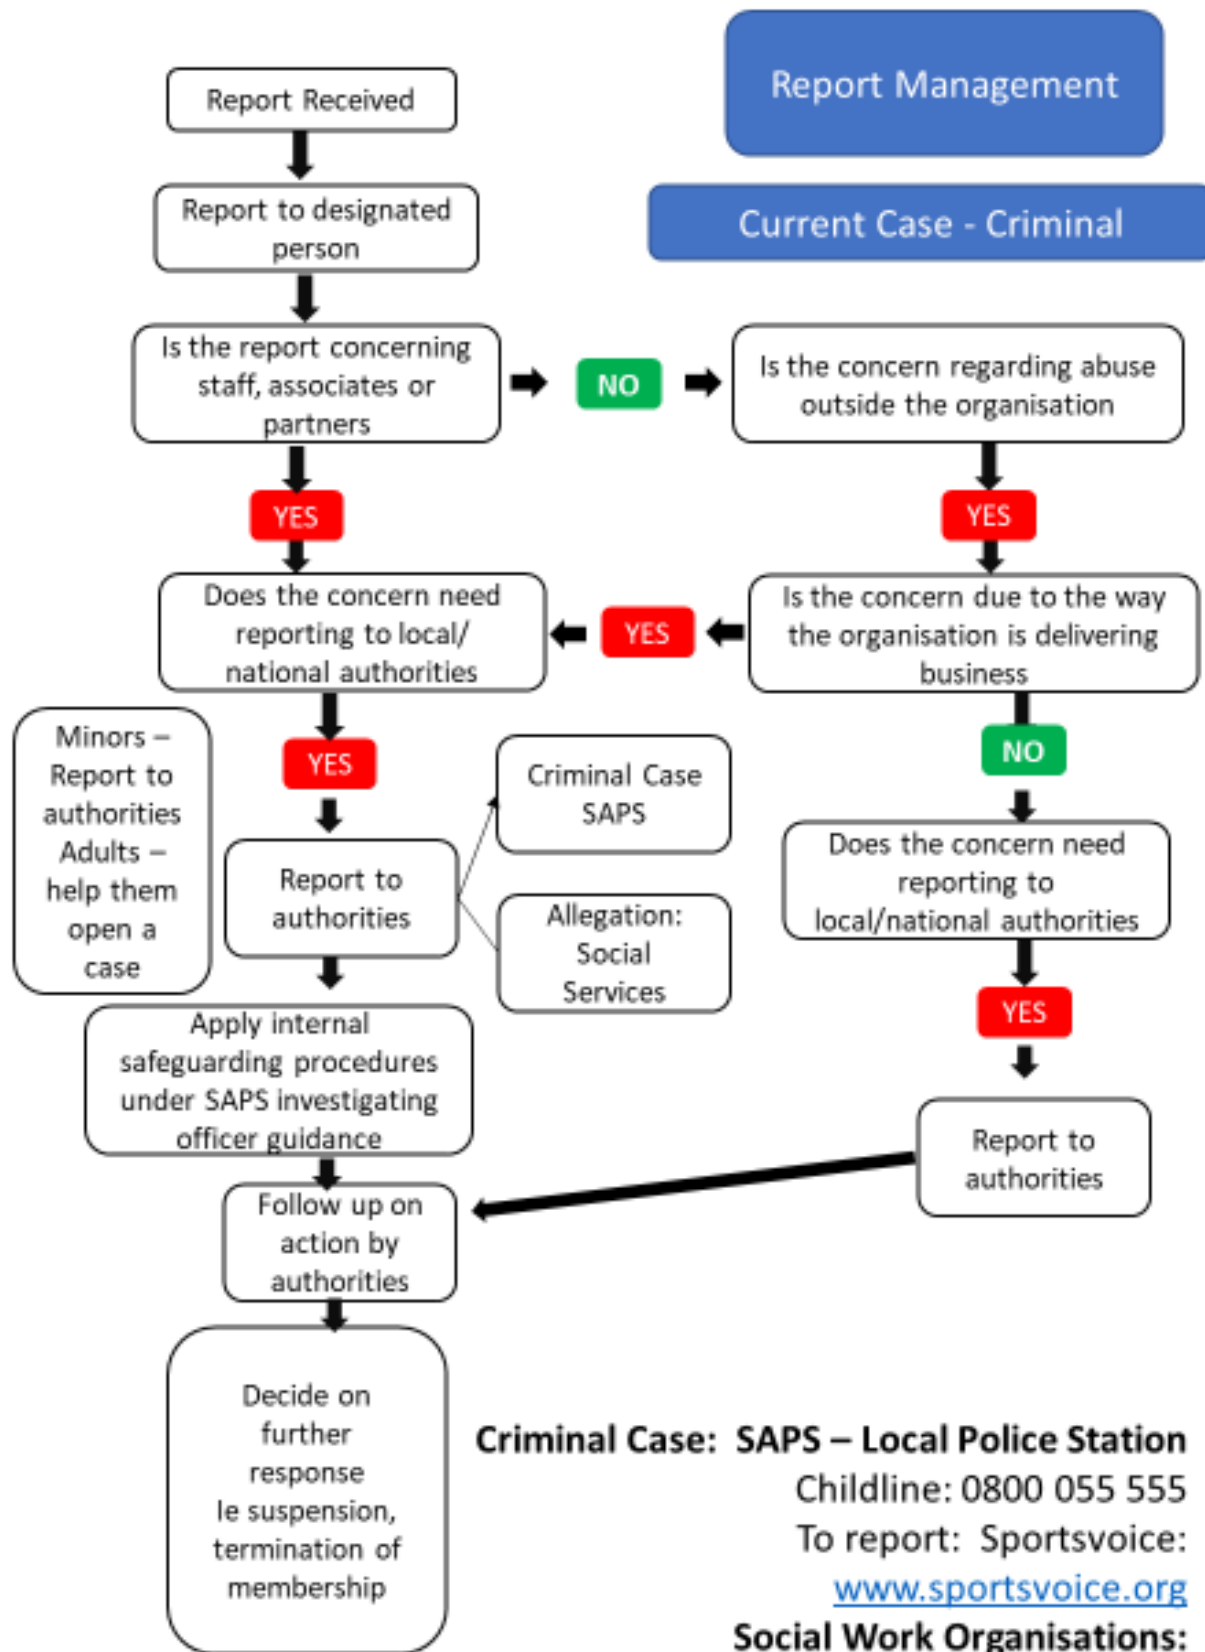 Report Management
Current Case - Criminal
Report Received
Report to designated
person
Is the report concerning
staff, associates or
partners
NO
Is the concern regarding abuse
outside the organisation
YES
YES
Does the concern need
reporting to local/
national authorities
YES
Is the concern due to the way
the organisation is delivering
business
Minors –
Report to
authorities
Adults –
help them
open a
case
YES
NO
Criminal Case
SAPS
Report to
authorities
Allegation:
Social
Services
Does the concern need
reporting to
local/national authorities
YES
Apply internal
safeguarding procedures
under SAPS investigating
officer guidance
Report to
authorities
Follow up on
action by
authorities
Decide on
further
response
Ie suspension,
termination of
membership
Criminal Case: SAPS – Local Police Station
Childline: 0800 055 555
To report: Sportsvoice:
www.sportsvoice.org
Social Work Organisations: